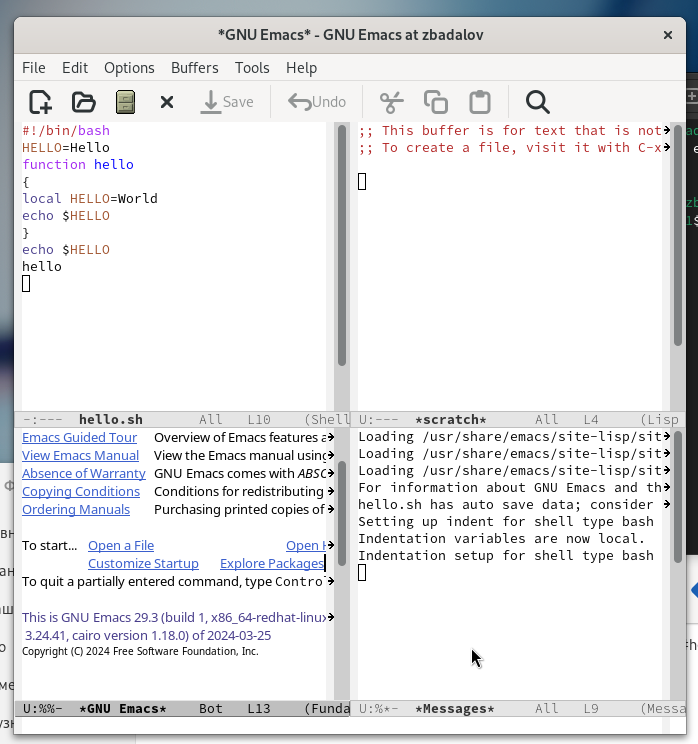 *GNU Emacs* - GNU Emacs at zbadalov
File Edit Options Buffers Tools Help
Save Undo
#!/bin/bash
HELLO=Hello
function hello
{
local HELLO=World
echo $HELLO
}
echo $HELLO
hello
-:--- hello.sh All L10 (Shell
;; This buffer is for text that is not
;; To create a file, visit it with C-x
U:--- *scratch* All L4 (Lisp
Emacs Guided Tour Overview of Emacs features a
View Emacs Manual View the Emacs manual using
Absence of Warranty GNU Emacs comes with ABSO
Copying Conditions Conditions for redistributing
Ordering Manuals Purchasing printed copies of
To start... Open a File Open H
Customize Startup Explore Packages
To quit a partially entered command, type Contro
This is GNU Emacs 29.3 (build 1, x86_64-redhat-linux
3.24.41, cairo version 1.18.0) of 2024-03-25
Copyright (C) 2024 Free Software Foundation, Inc.
U:%%- *GNU Emacs* Bot L13 (Funda
Loading /usr/share/emacs/site-lisp/sit
Loading /usr/share/emacs/site-lisp/sit
Loading /usr/share/emacs/site-lisp/sit
For information about GNU Emacs and th
hello.sh has auto save data; consider
Setting up indent for shell type bash
Indentation variables are now local.
Indentation setup for shell type bash
U:%*- *Messages* All L9 (Messa